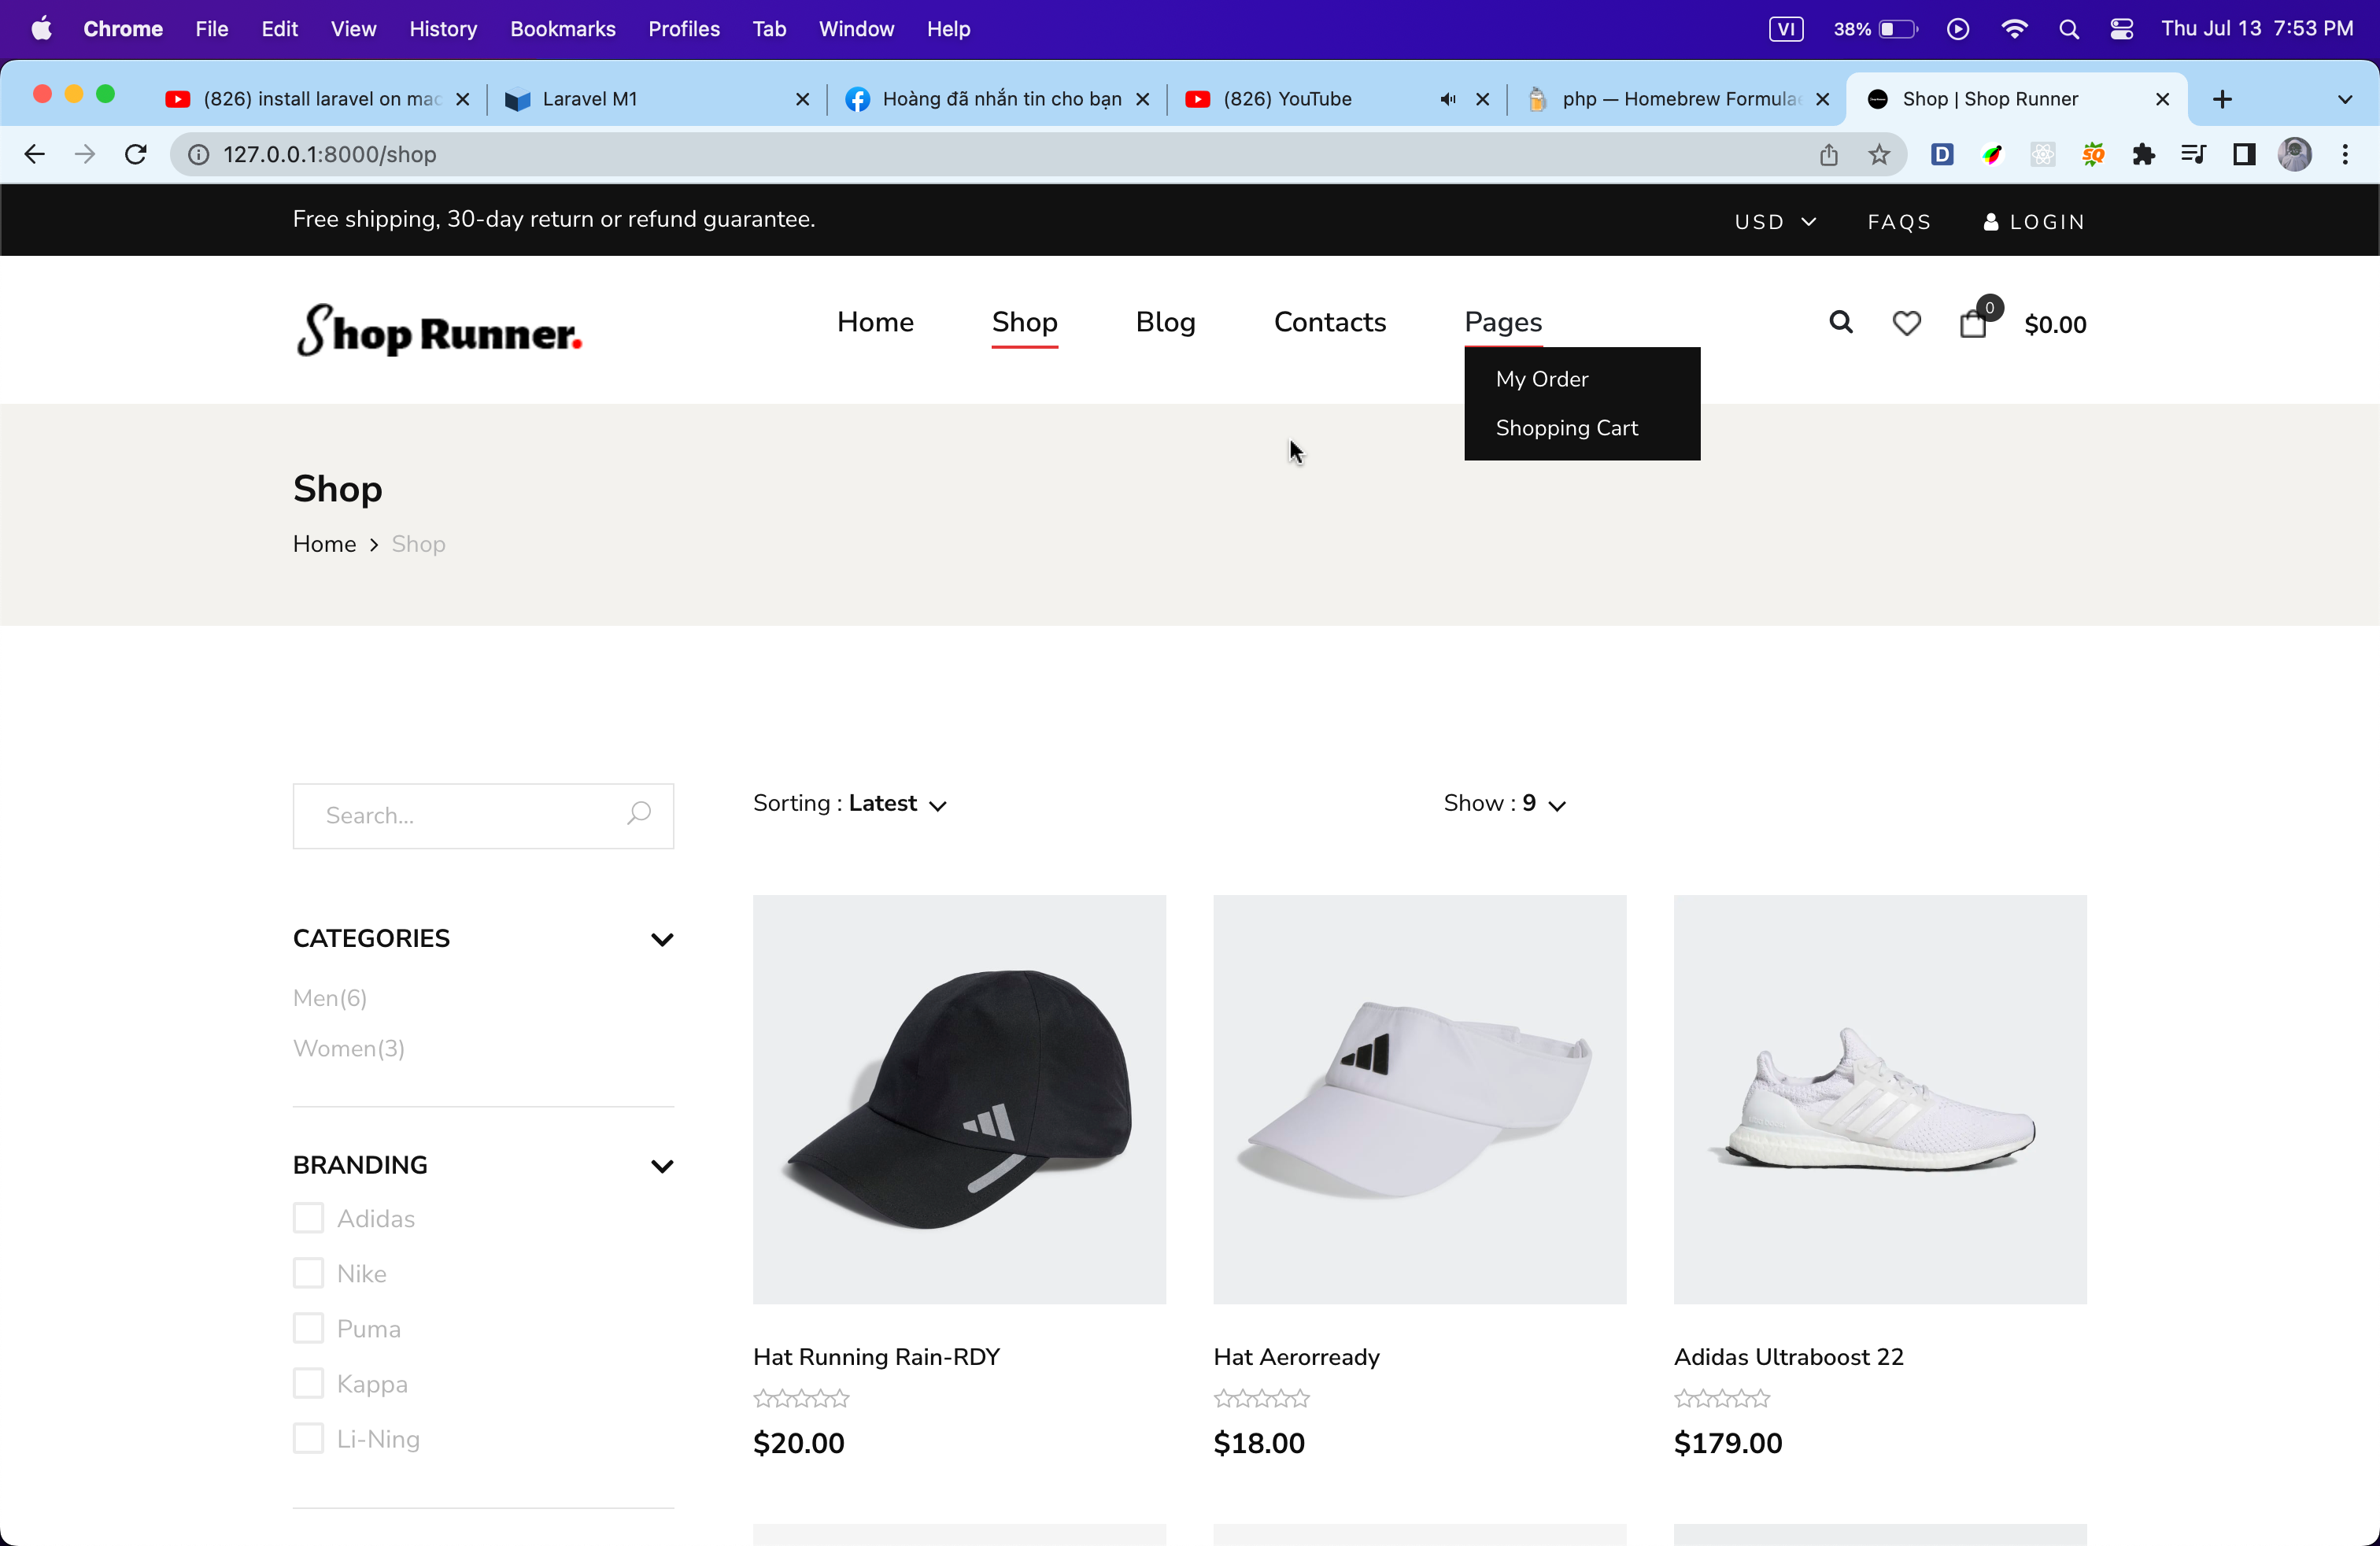 Chrome File Edit View History Bookmarks Profiles Tab Window Help VI 38% Thu Jul 13 7:53 PM
(826) install laravel on mac Laravel M1 Hoàng đã nhắn tin cho bạn (826) YouTube php — Homebrew Formulae Shop | Shop Runner
127.0.0.1:8000/shop
Free shipping, 30-day return or refund guarantee. USD FAQS LOGIN
Shop Runner. Home Shop Blog Contacts Pages 0 $0.00
My Order
Shopping Cart
Shop
Home > Shop
Search...
Sorting : Latest Show : 9
CATEGORIES
Men(6)
Women(3)
BRANDING
Adidas
Nike
Puma
Kappa
Li-Ning
Hat Running Rain-RDY
$20.00
Hat Aerorready
$18.00
Adidas Ultraboost 22
$179.00